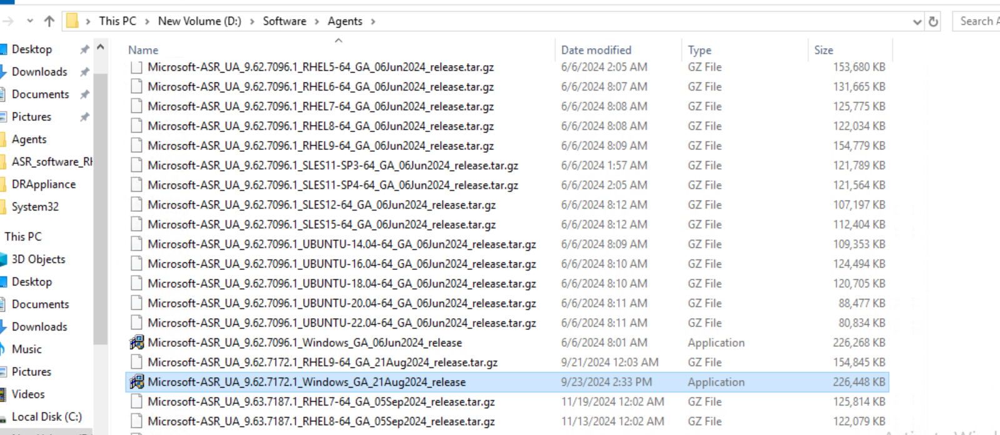 This PC > New Volume (D:) > Software > Agents >
Search A
Desktop
Downloads
Documents
Pictures
Agents
ASR_software_RH
DRAppliance
System32
This PC
3D Objects
Desktop
Documents
Downloads
Music
Pictures
Videos
Local Disk (C:)
Name Date modified Type Size
Microsoft-ASR_UA_9.62.7096.1_RHEL5-64_GA_06Jun2024_release.tar.gz 6/6/2024 2:05 AM GZ File 153,680 KB
Microsoft-ASR_UA_9.62.7096.1_RHEL6-64_GA_06Jun2024_release.tar.gz 6/6/2024 8:07 AM GZ File 131,665 KB
Microsoft-ASR_UA_9.62.7096.1_RHEL7-64_GA_06Jun2024_release.tar.gz 6/6/2024 8:08 AM GZ File 125,775 KB
Microsoft-ASR_UA_9.62.7096.1_RHEL8-64_GA_06Jun2024_release.tar.gz 6/6/2024 8:08 AM GZ File 122,034 KB
Microsoft-ASR_UA_9.62.7096.1_RHEL9-64_GA_06Jun2024_release.tar.gz 6/6/2024 8:09 AM GZ File 154,779 KB
Microsoft-ASR_UA_9.62.7096.1_SLES11-SP3-64_GA_06Jun2024_release.tar.gz 6/6/2024 1:57 AM GZ File 121,789 KB
Microsoft-ASR_UA_9.62.7096.1_SLES11-SP4-64_GA_06Jun2024_release.tar.gz 6/6/2024 2:05 AM GZ File 121,564 KB
Microsoft-ASR_UA_9.62.7096.1_SLES12-64_GA_06Jun2024_release.tar.gz 6/6/2024 8:12 AM GZ File 107,197 KB
Microsoft-ASR_UA_9.62.7096.1_SLES15-64_GA_06Jun2024_release.tar.gz 6/6/2024 8:12 AM GZ File 112,404 KB
Microsoft-ASR_UA_9.62.7096.1_UBUNTU-14.04-64_GA_06Jun2024_release.tar.gz 6/6/2024 8:09 AM GZ File 109,353 KB
Microsoft-ASR_UA_9.62.7096.1_UBUNTU-16.04-64_GA_06Jun2024_release.tar.gz 6/6/2024 8:10 AM GZ File 124,494 KB
Microsoft-ASR_UA_9.62.7096.1_UBUNTU-18.04-64_GA_06Jun2024_release.tar.gz 6/6/2024 8:10 AM GZ File 120,705 KB
Microsoft-ASR_UA_9.62.7096.1_UBUNTU-20.04-64_GA_06Jun2024_release.tar.gz 6/6/2024 8:11 AM GZ File 88,477 KB
Microsoft-ASR_UA_9.62.7096.1_UBUNTU-22.04-64_GA_06Jun2024_release.tar.gz 6/6/2024 8:11 AM GZ File 80,834 KB
Microsoft-ASR_UA_9.62.7096.1_Windows_GA_06Jun2024_release 6/6/2024 8:01 AM Application 226,268 KB
Microsoft-ASR_UA_9.62.7172.1_RHEL9-64_GA_21Aug2024_release.tar.gz 9/21/2024 12:03 AM GZ File 154,845 KB
Microsoft-ASR_UA_9.62.7172.1_Windows_GA_21Aug2024_release 9/23/2024 2:33 PM Application 226,448 KB
Microsoft-ASR_UA_9.63.7187.1_RHEL7-64_GA_05Sep2024_release.tar.gz 11/19/2024 12:02 AM GZ File 125,814 KB
Microsoft-ASR_UA_9.63.7187.1_RHEL8-64_GA_05Sep2024_release.tar.gz 11/13/2024 12:02 AM GZ File 122,079 KB